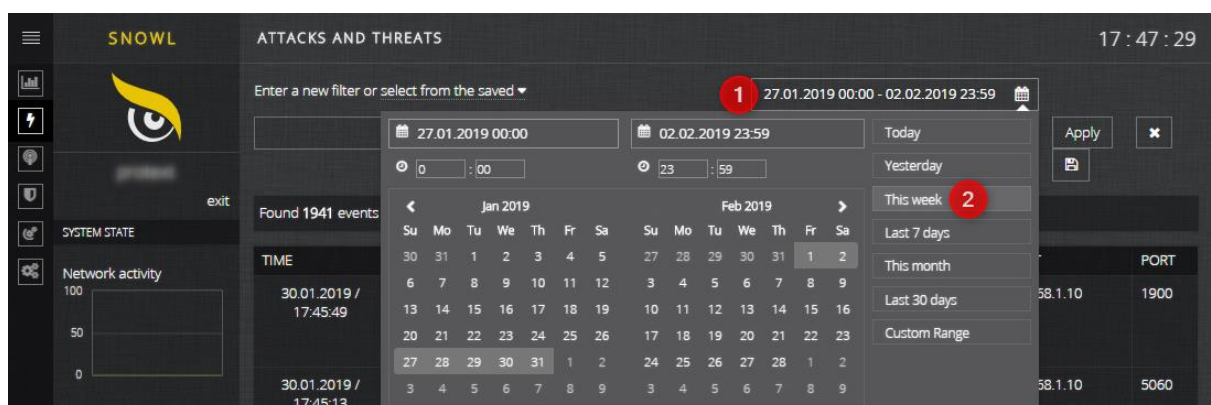 SNOWL
ATTACKS AND THREATS
17 : 47 : 29
Enter a new filter or select from the saved
1
27.01.2019 00:00 - 02.02.2019 23:59
27.01.2019 00:00
02.02.2019 23:59
Today
Apply
0 : 00
23 : 59
Yesterday
exit
Found 1941 events
Jan 2019
Feb 2019
This week
2
SYSTEM STATE
Su Mo Tu We Th Fr Sa
Su Mo Tu We Th Fr Sa
Last 7 days
TIME
30 31 1 2 3 4 5
27 28 29 30 31 1 2
This month
PORT
Network activity
6 7 8 9 10 11 12
3 4 5 6 7 8 9
100
30.01.2019 /
17:45:49
13 14 15 16 17 18 19
10 11 12 13 14 15 16
Last 30 days
58.1.10
1900
50
20 21 22 23 24 25 26
17 18 19 20 21 22 23
Custom Range
27 28 29 30 31 1 2
24 25 26 27 28 1 2
0
30.01.2019 /
17:45:13
3 4 5 6 7 8 9
3 4 5 6 7 8 9
58.1.10
5060